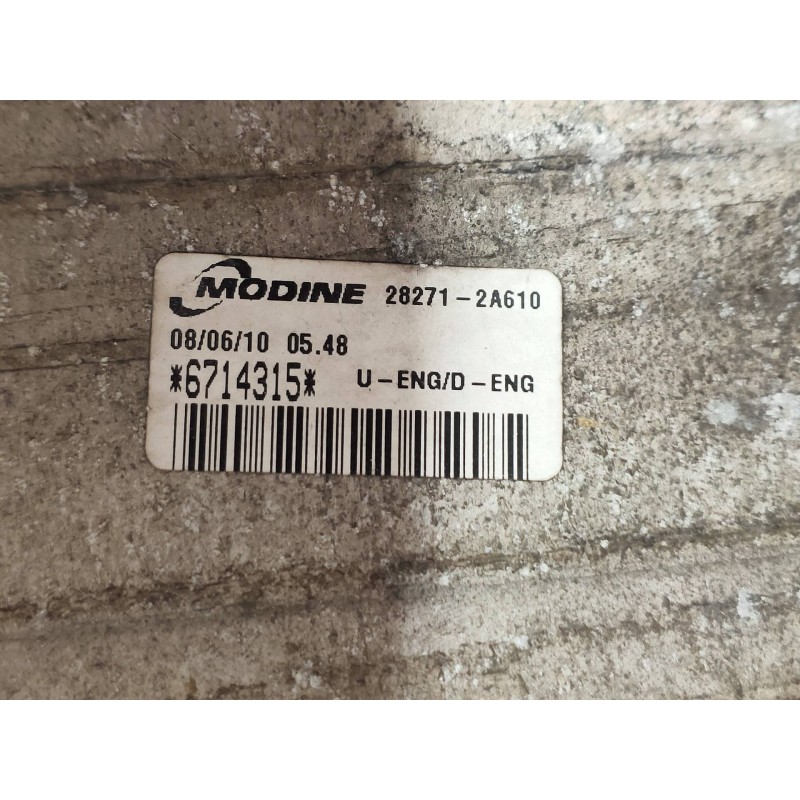 MODINE 28271-2A610
08/06/10 05.48
*6714315* U-ENG/D-ENG